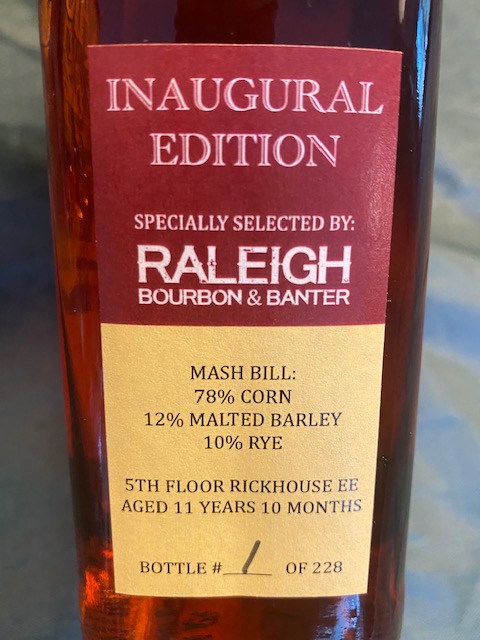 INAUGURAL
EDITION
SPECIALLY SELECTED BY:
RALEIGH
BOURBON & BANTER
MASH BILL:
78% CORN
12% MALTED BARLEY
10% RYE
5TH FLOOR RICKHOUSE EE
AGED 11 YEARS 10 MONTHS
BOTTLE # 1 OF 228